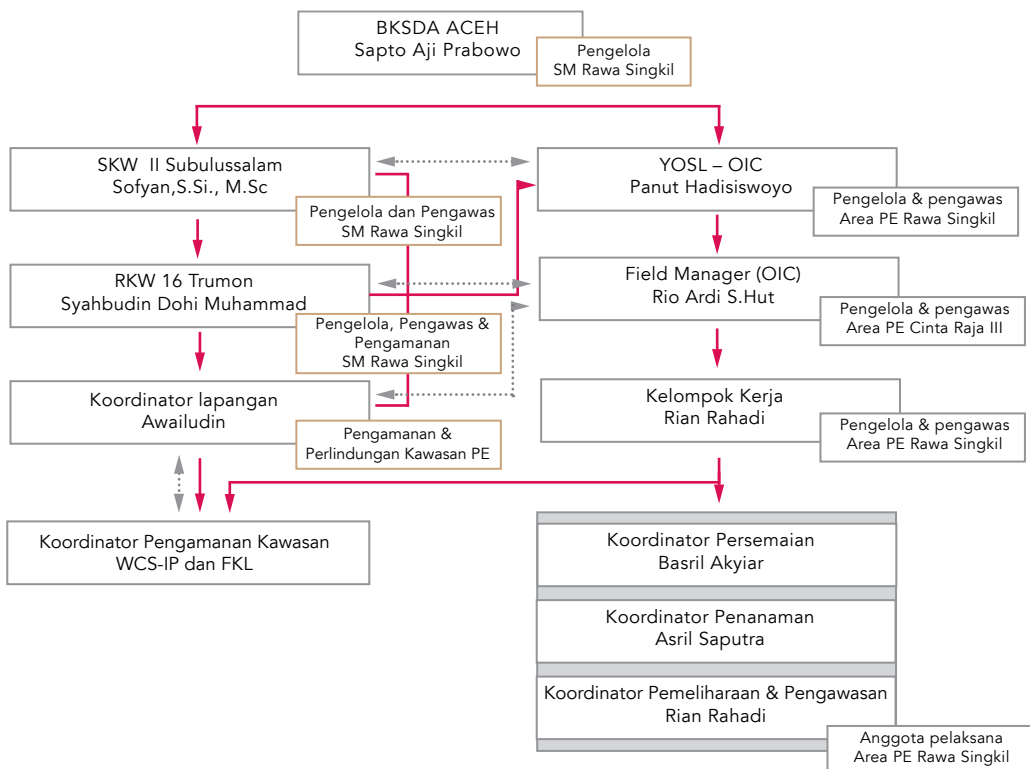 BKSDA ACEH
Sapto Aji Prabowo
Pengelola
SM Rawa Singkil
SKW II Subulussalam
Sofyan,S.Si., M.Sc
Pengelola dan Pengawas
SM Rawa Singkil
YOSL – OIC
Panut Hadisiswoyo
Pengelola & pengawas
Area PE Rawa Singkil
RKW 16 Trumon
Syahbudin Dohi Muhammad
Pengelola, Pengawas &
Pengamanan
SM Rawa Singkil
Field Manager (OIC)
Rio Ardi S.Hut
Pengelola & pengawas
Area PE Cinta Raja III
Koordinator lapangan
Awailudin
Pengamanan &
Perlindungan Kawasan PE
Kelompok Kerja
Rian Rahadi
Pengelola & pengawas
Area PE Rawa Singkil
Koordinator Pengamanan Kawasan
WCS-IP dan FKL
Koordinator Persemaian
Basril Akyiar
Koordinator Penanaman
Asril Saputra
Koordinator Pemeliharaan & Pengawasan
Rian Rahadi
Anggota pelaksana
Area PE Rawa Singkil